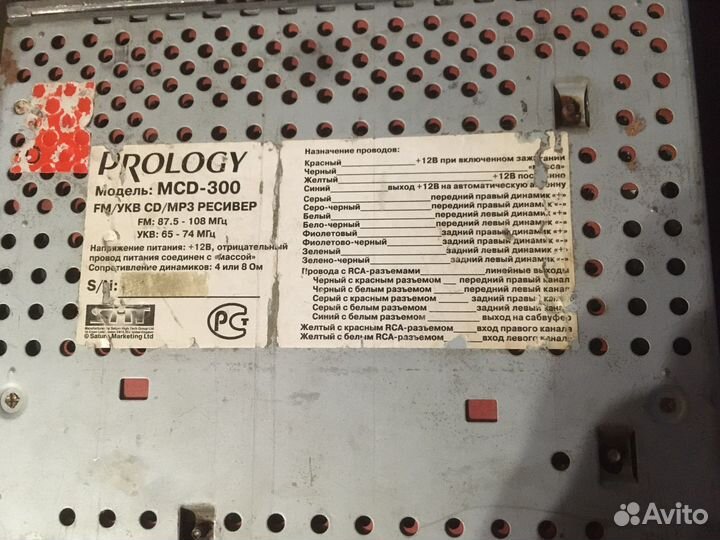 PROLOGY
Модель: MCD-300
FM/УКВ CD/MP3 РЕСИВЕР
FM: 87.5 - 108 МГц
УКВ: 65 - 74 МГц
Напряжение питания: +12В, отрицательный
провод питания соединен с «массой»
Сопротивление динамиков: 4 или 8 Ом
S/N:
© Saturn Marketing Ltd
РСТ
Назначение проводов:
Красный +12В при включенном зажигании
Черный «масса»
Желтый +12В постоянно
Синий выход +12В на автоматическую антенну
Серый передний правый динамик «+»
Серо-черный передний правый динамик «-»
Белый передний левый динамик «+»
Бело-черный передний левый динамик «-»
Фиолетовый задний правый динамик «+»
Фиолетово-черный задний правый динамик «-»
Зеленый задний левый динамик «+»
Зелено-черный задний левый динамик «-»
Провода с RCA-разъемами линейные выходы
Черный с красным разъемом передний правый канал
Черный с белым разъемом передний левый канал
Серый с красным разъемом задний правый канал
Серый с белым разъемом задний левый канал
Синий с белым разъемом выход на сабвуфер
Желтый с красным RCA-разъемом вход правого канала
Желтый с белым RCA-разъемом вход левого канала
Avito